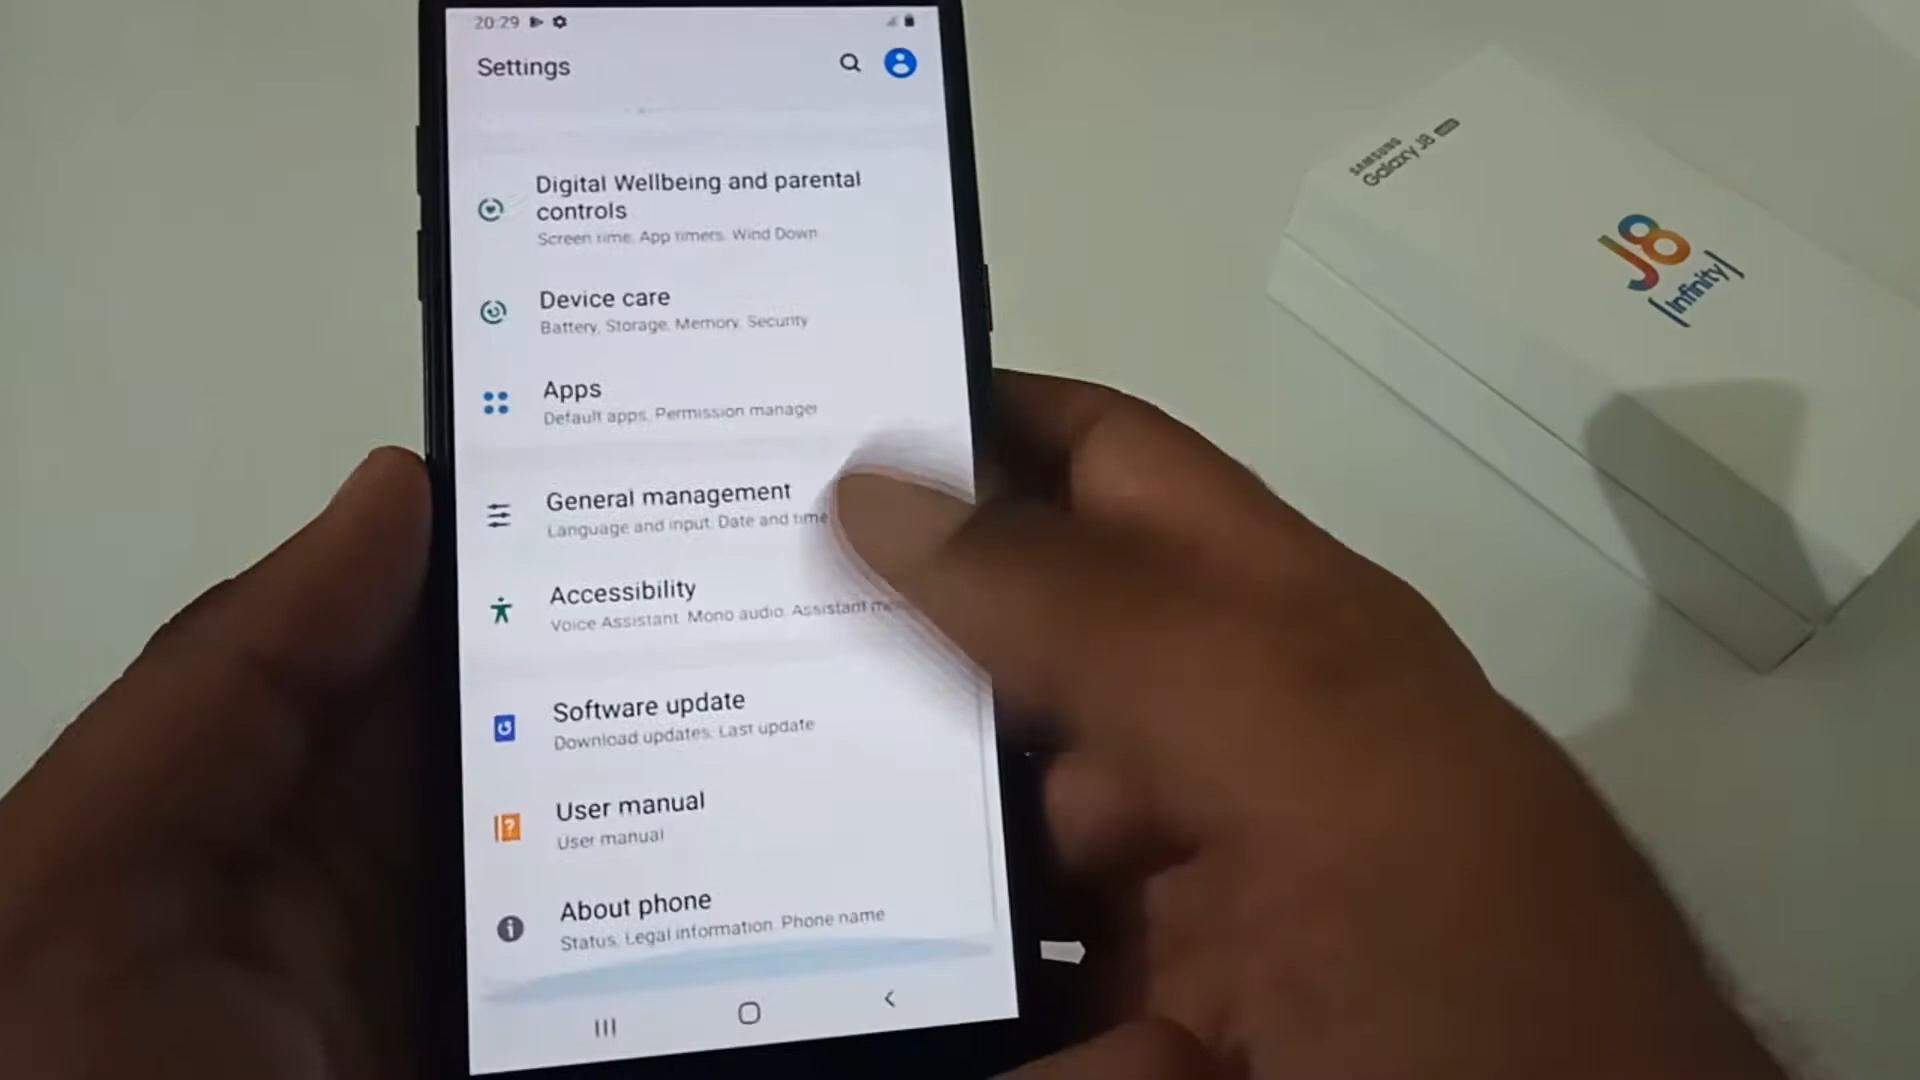 20:29
Settings
Digital Wellbeing and parental
controls
Screen time, App timers, Wind Down
Device care
Battery, Storage, Memory, Security
Apps
Default apps, Permission manager
General management
Language and input, Date and time
Accessibility
Voice Assistant, Mono audio, Assistant
Software update
Download updates, Last update
User manual
User manual
About phone
Status, Legal information, Phone name
SAMSUNG
Galaxy J8
J8
Infinity